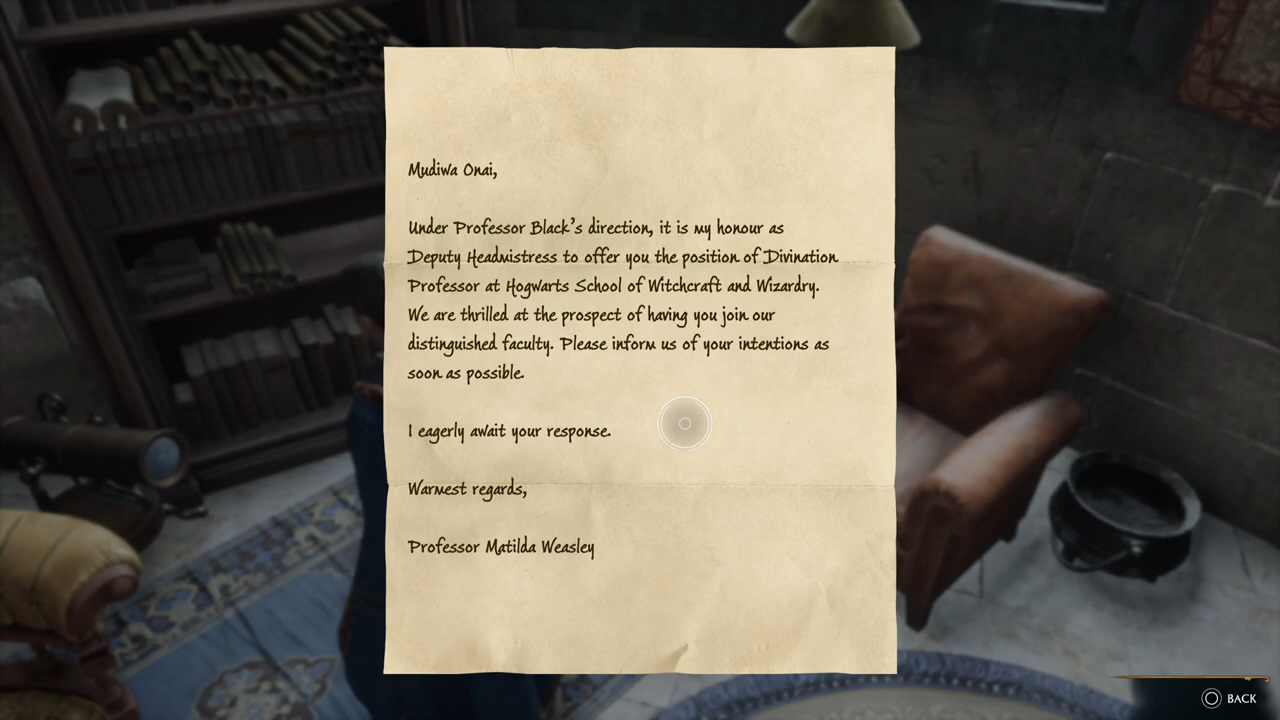 Mudiwa Onai,
Under Professor Black's direction, it is my honour as
Deputy Headmistress to offer you the position of Divination
Professor at Hogwarts School of Witchcraft and Wizardry.
We are thrilled at the prospect of having you join our
distinguished faculty. Please inform us of your intentions as
soon as possible.
I eagerly await your response.
Warmest regards,
Professor Matilda Weasley
BACK